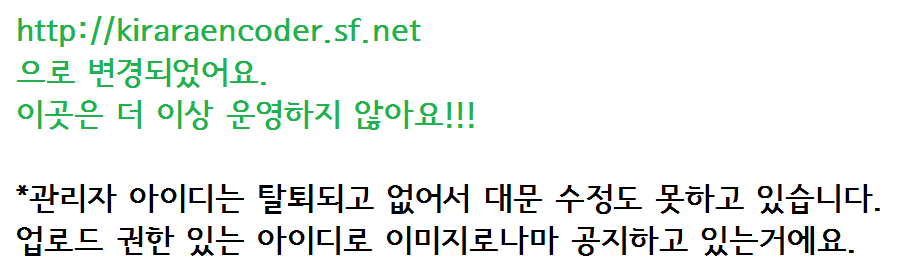 http://kiraraencoder.sf.net
으로 변경되었어요.
이곳은 더 이상 운영하지 않아요!!!
*관리자 아이디는 탈퇴되고 없어서 대문 수정도 못하고 있습니다.
업로드 권한 있는 아이디로 이미지로나마 공지하고 있는거에요.